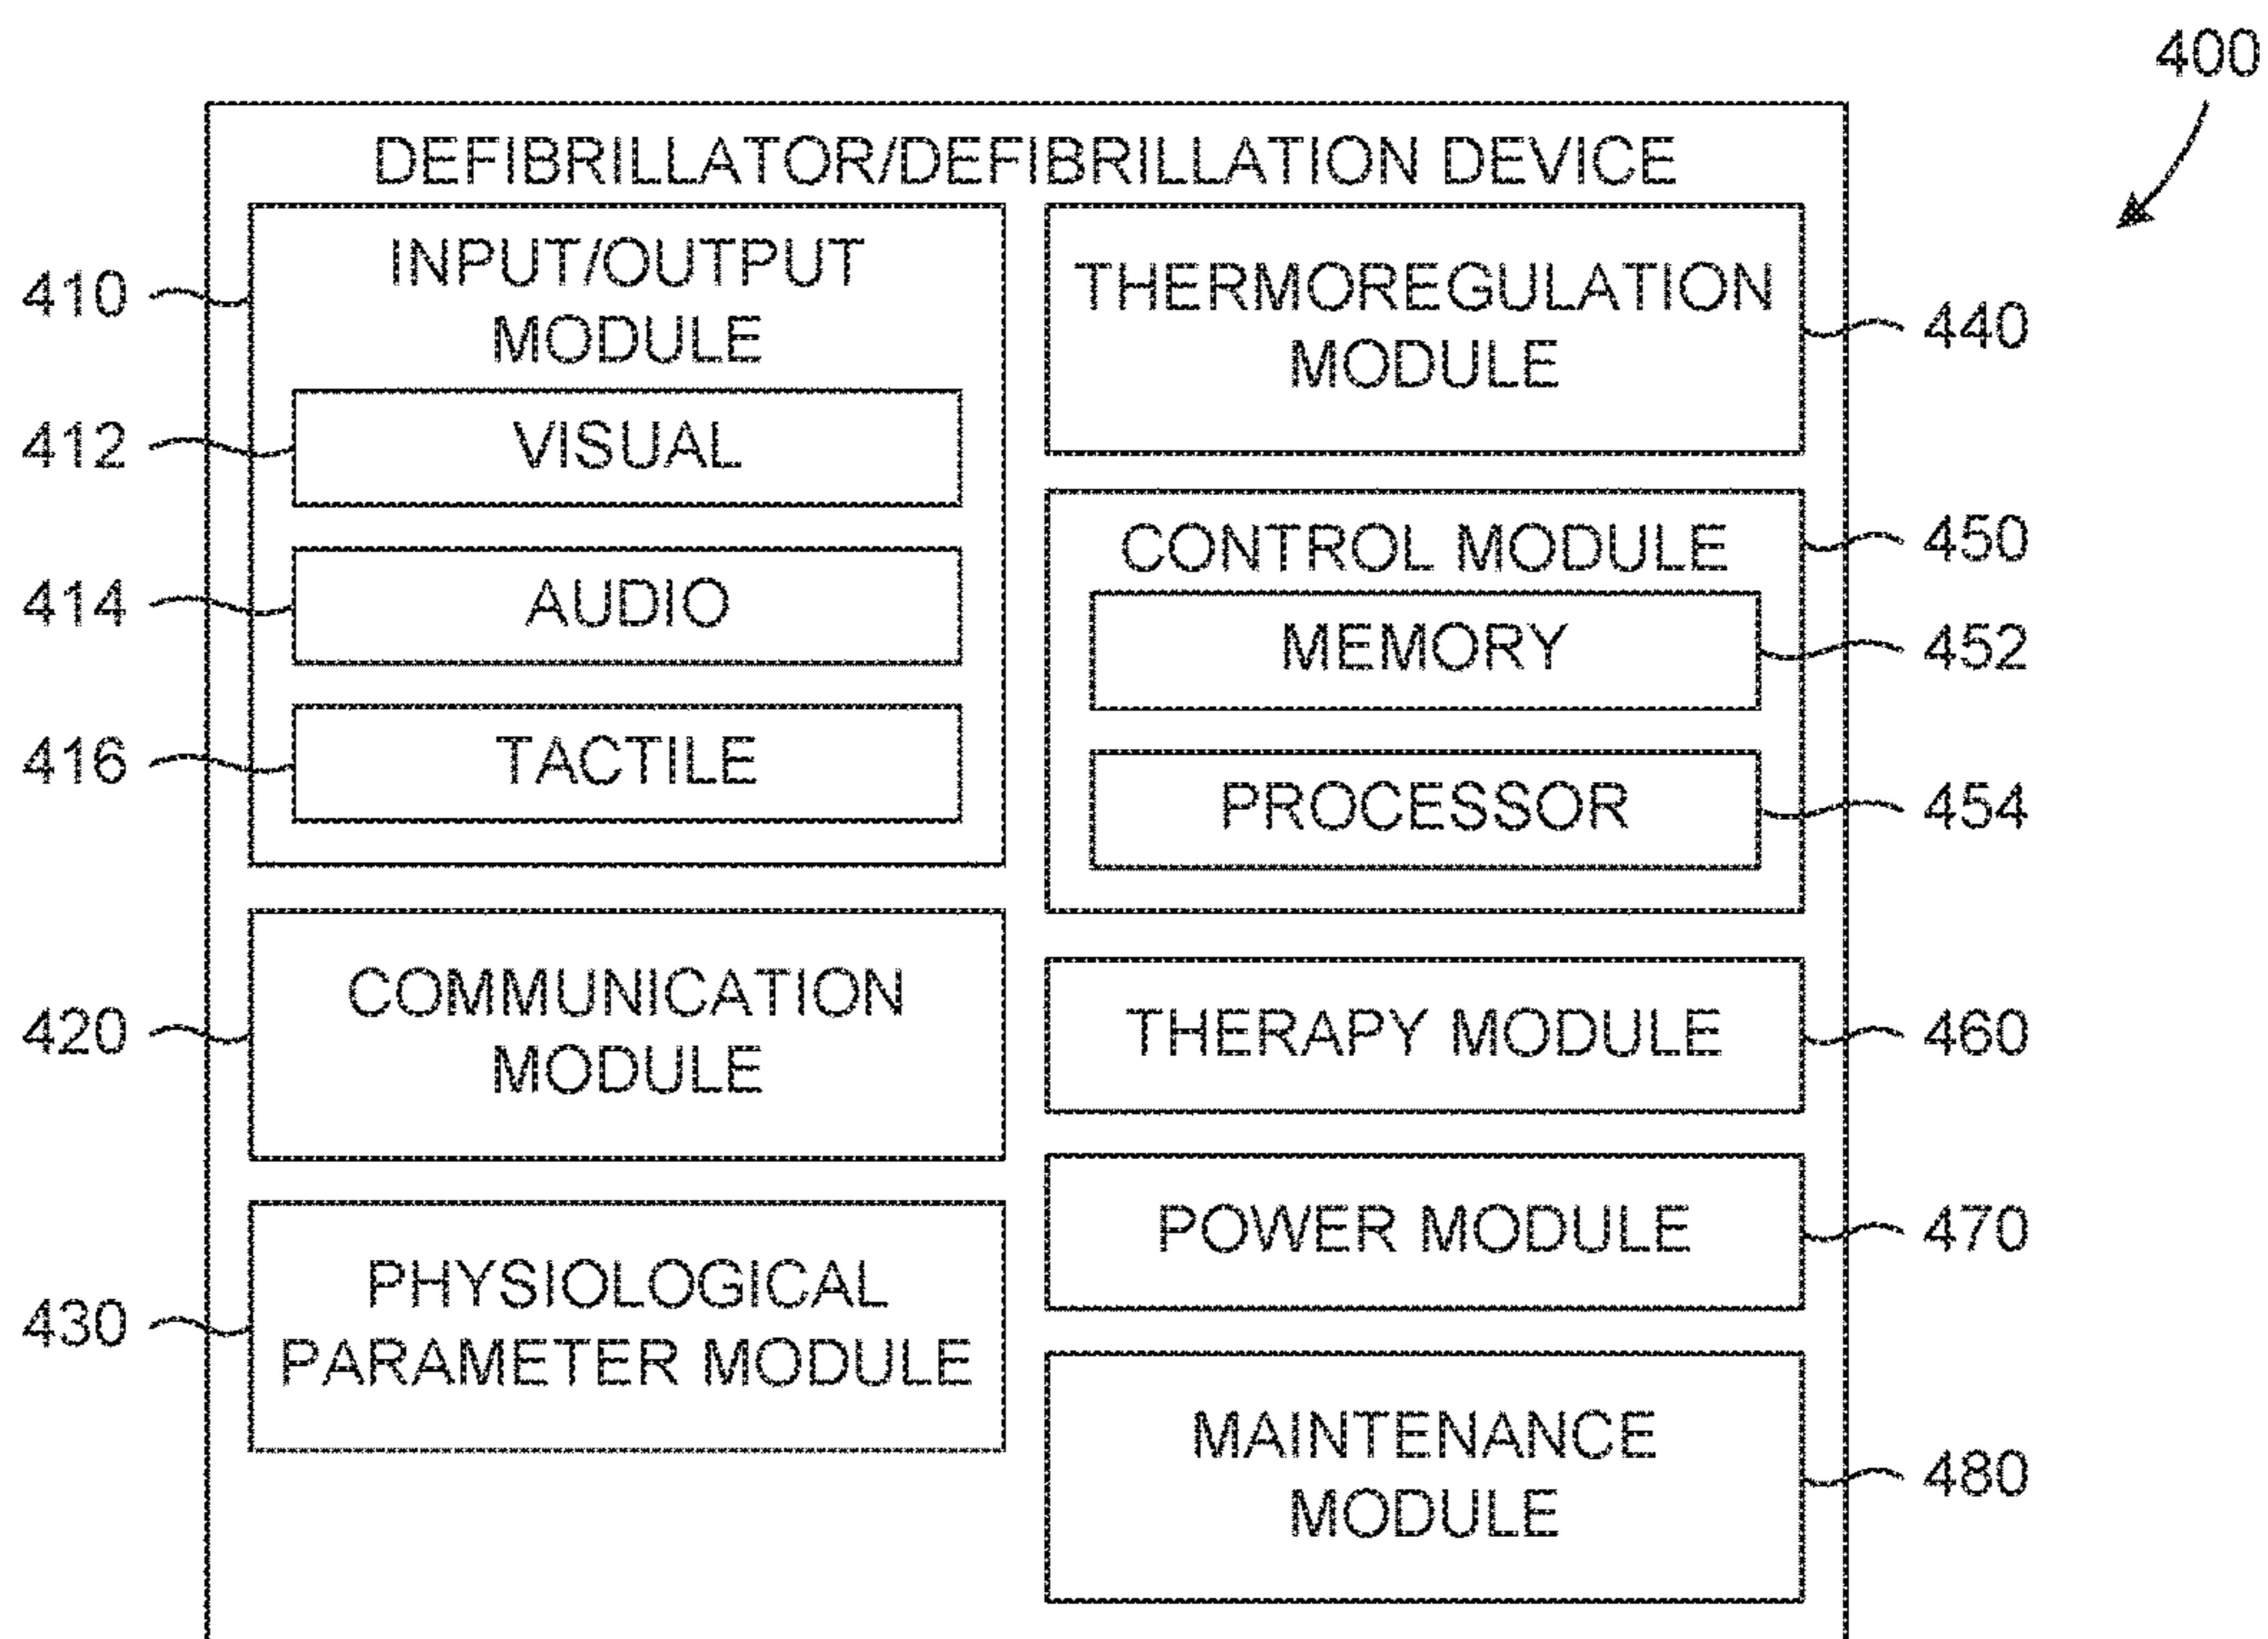 400
DEFIBRILLATOR/DEFIBRILLATION DEVICE
410
INPUT/OUTPUT
MODULE
412
VISUAL
414
AUDIO
416
TACTILE
420
COMMUNICATION
MODULE
430
PHYSIOLOGICAL
PARAMETER MODULE
THERMOREGULATION
MODULE
440
CONTROL MODULE
450
MEMORY
452
PROCESSOR
454
THERAPY MODULE
460
POWER MODULE
470
MAINTENANCE
MODULE
480